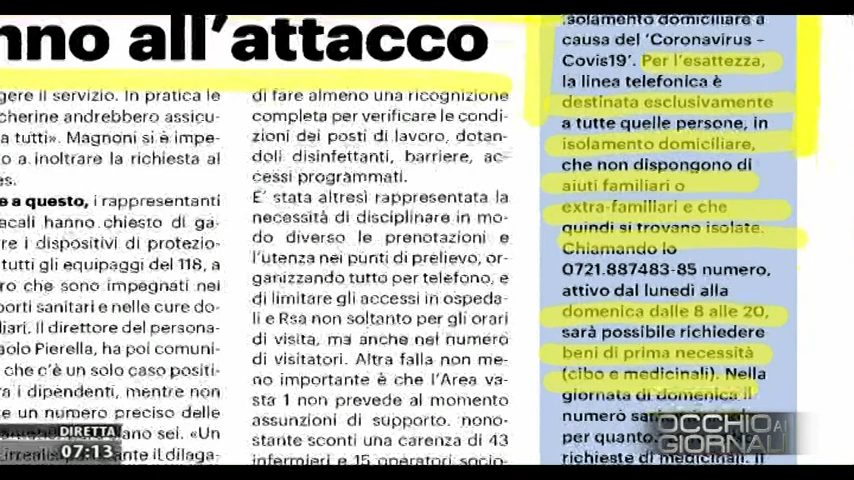 nno all'attacco
gere il servizio. In pratica le
cherine andrebbero assicu-
a tutti». Magnoni si è impe-
o a inoltrare la richiesta al
es.
e a questo, i rappresentanti
acali hanno chiesto di ga-
re i dispositivi di protezio-
tutti gli equipaggi del 118, a
ro che sono impegnati nei
porti sanitari e nelle cure do-
liari. Il direttore del persona-
aolo Pierella, ha poi comuni-
che c'è un solo caso positi-
ra i dipendenti, mentre non
e un numero preciso delle
ano sei. «Un
ante il dilaga-
di fare almeno una ricognizione
completa per verificare le condi-
zioni dei posti di lavoro, dotan-
doli disinfettanti, barriere, ac-
cessi programmati.
E' stata altresì rappresentata la
necessità di disciplinare in mo-
do diverso le prenotazioni e
l'utenza nei punti di prelievo, or-
ganizzando tutto per telefono, e
di limitare gli accessi in ospeda-
li e Rsa non soltanto per gli orari
di visita, ma anche nel numero
di visitatori. Altra falla non me-
no importante è che l'Area va-
sta 1 non prevede al momento
assunzioni di supporto, nono-
stante sconti una carenza di 43
infermieri e 15 operatori socio-
isolamento domiciliare a
causa del 'Coronavirus –
Covis19'. Per l'esattezza,
la linea telefonica è
destinata esclusivamente
a tutte quelle persone, in
isolamento domiciliare,
che non dispongono di
aiuti familiari o
extra-familiari e che
quindi si trovano isolate.
Chiamando lo
0721.887483-85 numero,
attivo dal lunedì alla
domenica dalle 8 alle 20,
sarà possibile richiedere
beni di prima necessità
(cibo e medicinali). Nella
giornata di domenica il
numero
per quanto
richieste di medicinali. Il
DIRETTA
07:13
OCCHIO AI
GIORNALI